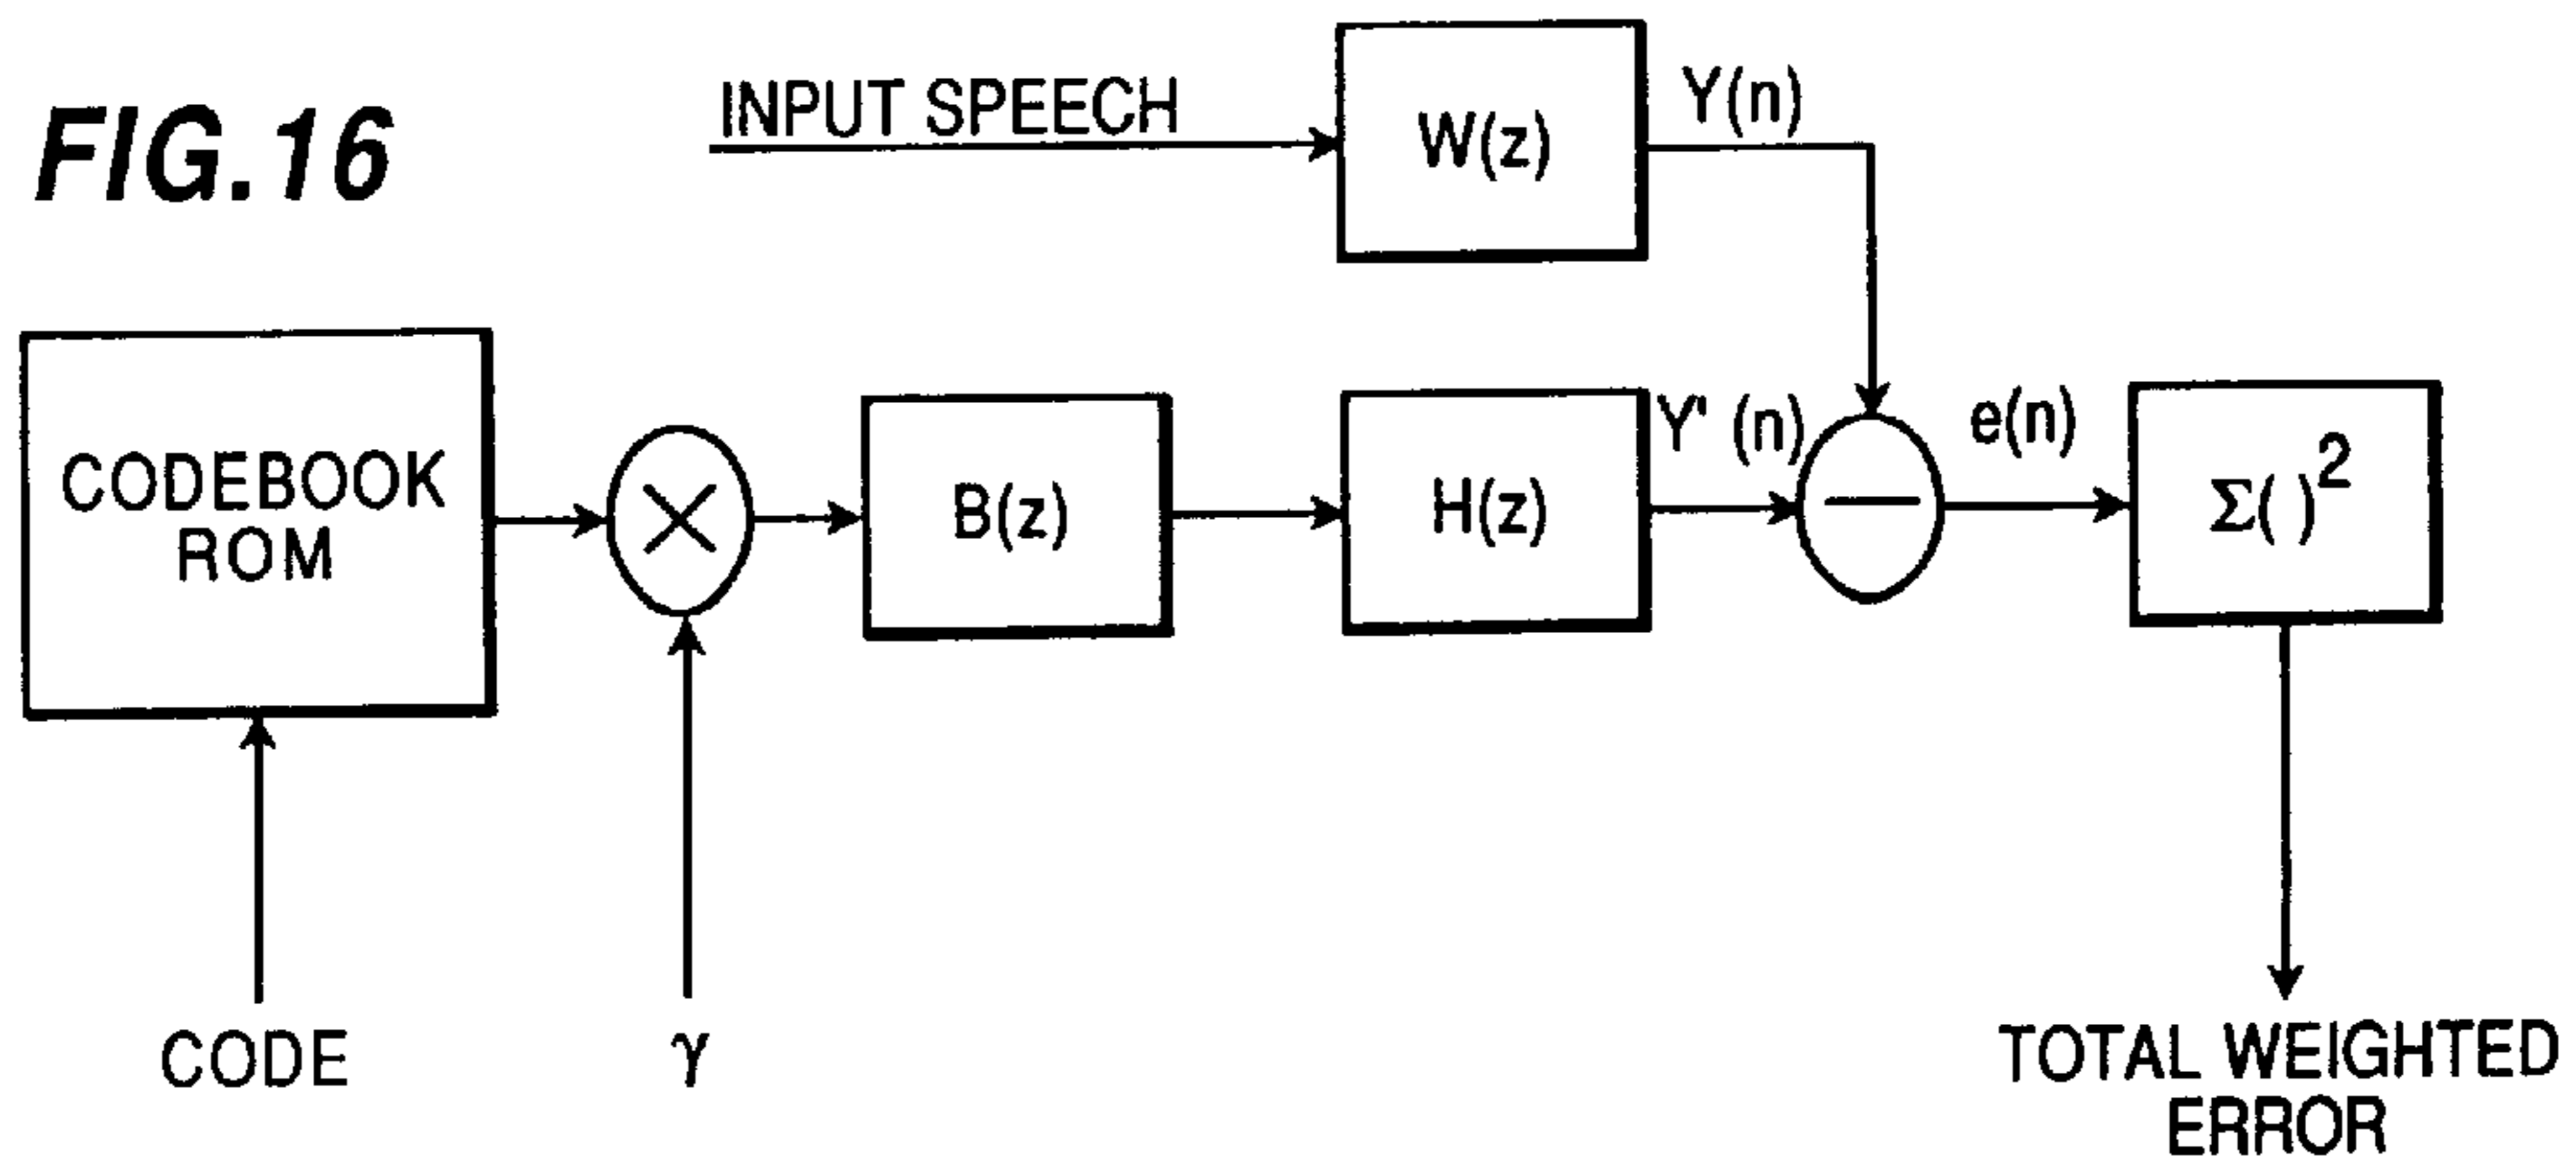 FIG.16
INPUT SPEECH
W(z)
Y(n)
CODEBOOK
ROM
×
B(z)
H(z)
Y' (n)
−
e(n)
Σ( )²
CODE
γ
TOTAL WEIGHTED
ERROR